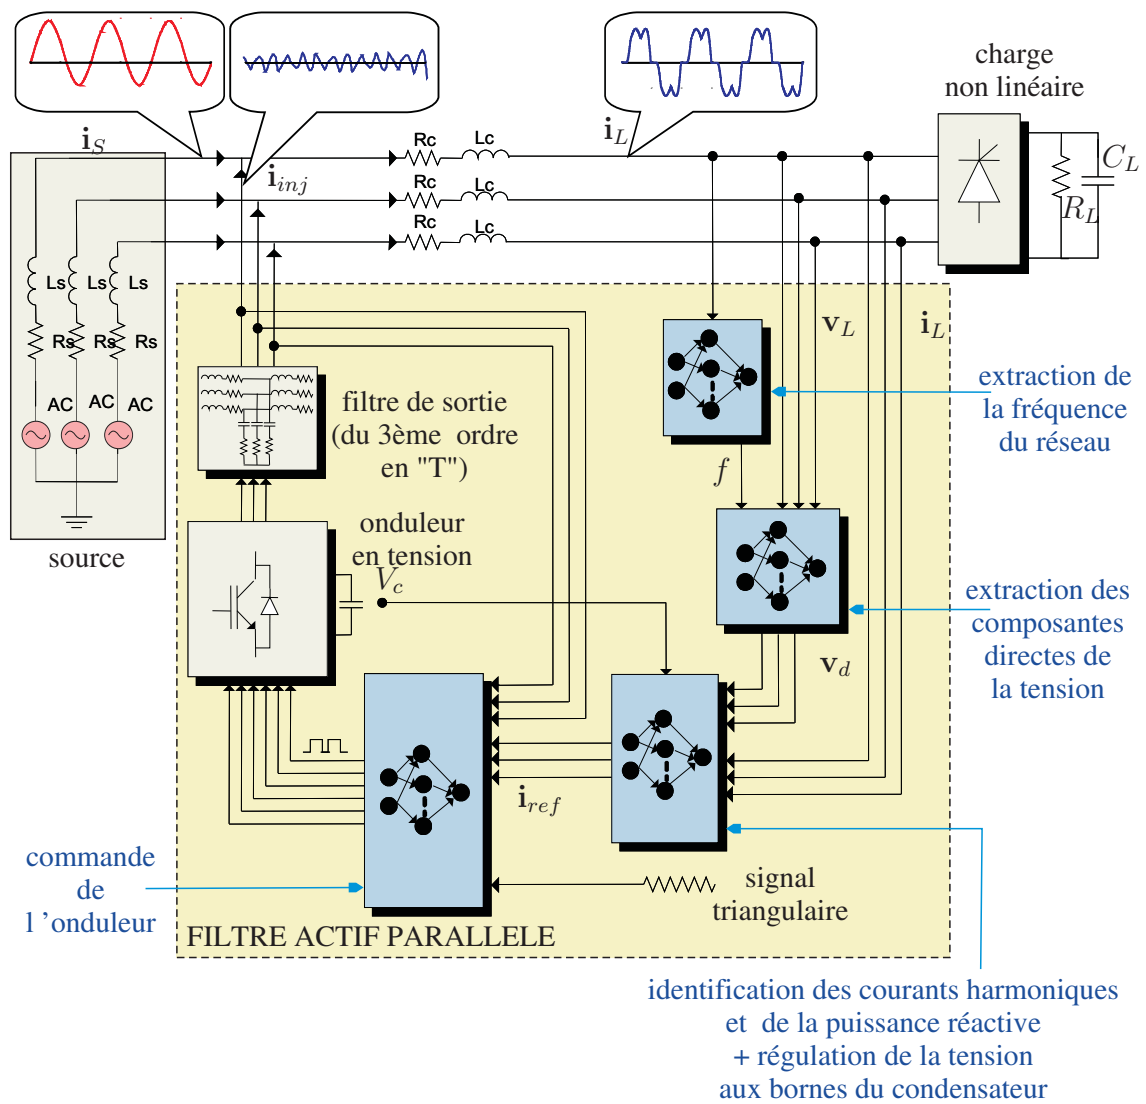 i_S
i_inj
i_L
charge
non linéaire
Rc
Lc
C_L
R_L
Rc
Lc
Rc
Lc
Ls
Ls
Ls
Rs
Rs
Rs
AC
AC
AC
source
v_L
i_L
filtre de sortie
(du 3ème ordre
en "T")
extraction de
la fréquence
du réseau
f
onduleur
en tension
V_c
extraction des
composantes
directes de
la tension
v_d
i_ref
commande
de
l ’onduleur
signal
triangulaire
FILTRE ACTIF PARALLELE
identification des courants harmoniques
et de la puissance réactive
+ régulation de la tension
aux bornes du condensateur